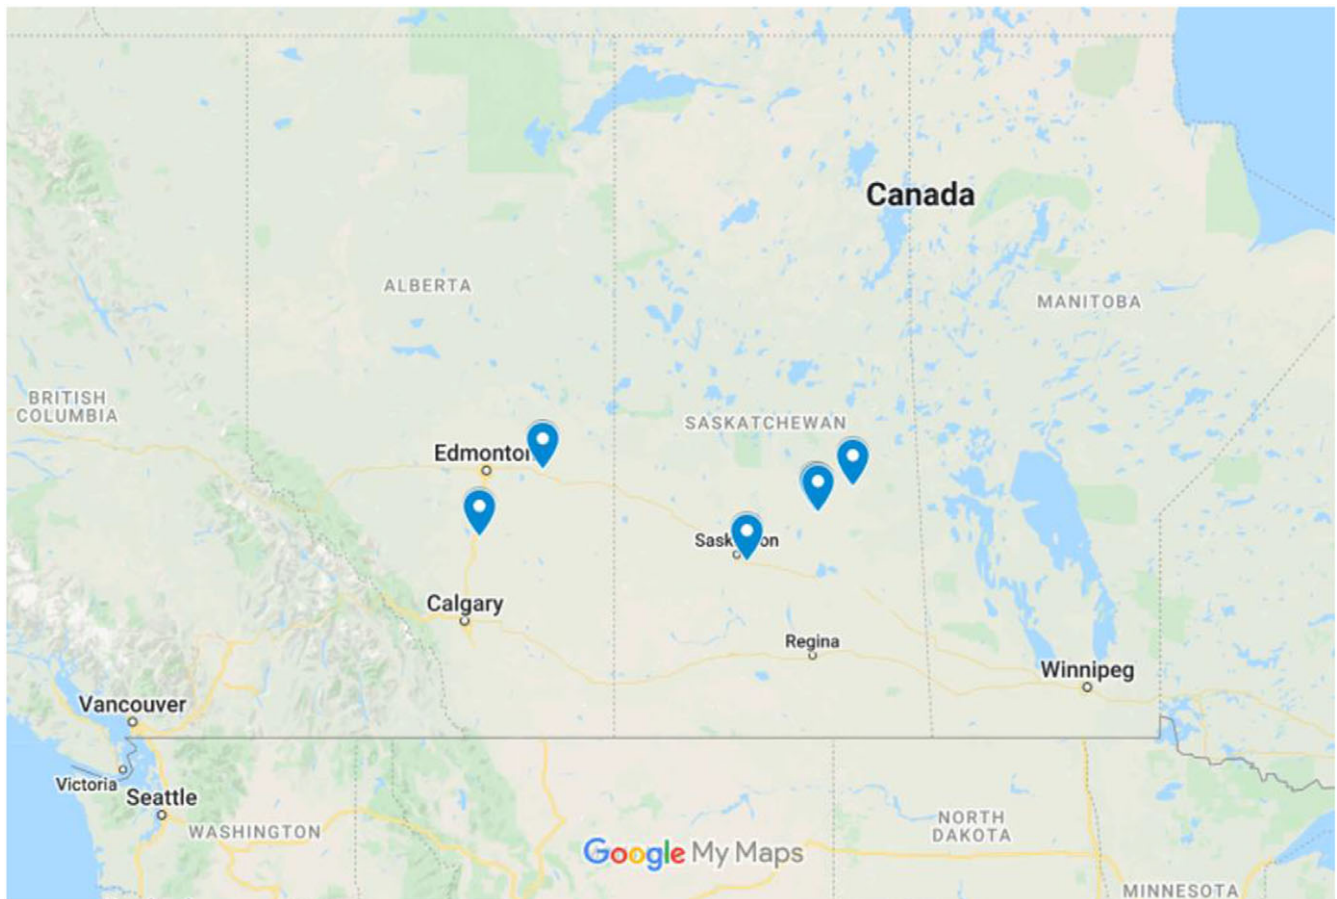 Canada
ALBERTA
MANITOBA
BRITISH
COLUMBIA
SASKATCHEWAN
Edmonton
Calgary
Regina
Winnipeg
Vancouver
Victoria
Seattle
WASHINGTON
NORTH
DAKOTA
Google My Maps
MINNESOTA